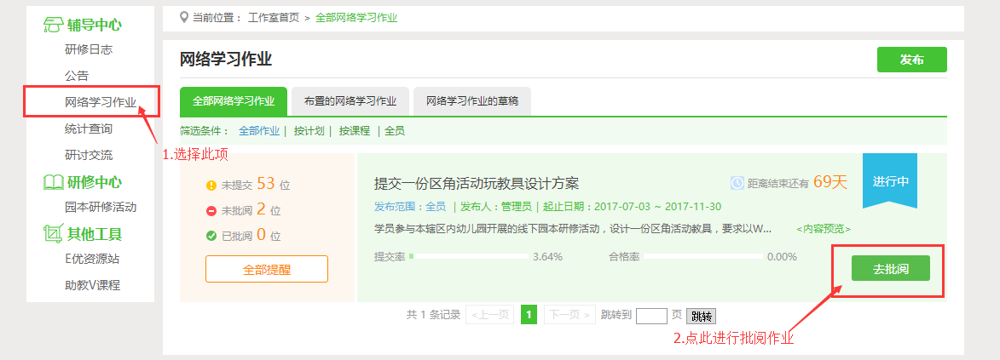 辅导中心
研修日志
公告
网络学习作业
统计查询
研讨交流
研修中心
园本研修活动
其他工具
E优资源站
助教V课程
1.选择此项
当前位置： 工作室首页 > 全部网络学习作业
网络学习作业
发布
全部网络学习作业 布置的网络学习作业 网络学习作业的草稿
筛选条件： 全部作业 | 按计划 | 按课程 | 全员
未提交 53 位
未批阅 2 位
已批阅 0 位
全部提醒
提交一份区角活动玩教具设计方案
距离结束还有 69天
进行中
发布范围：全员 | 发布人：管理员 | 起止日期：2017-07-03 ~ 2017-11-30
学员参与本辖区内幼儿园开展的线下园本研修活动，设计一份区角活动教具，要求以W... <内容预览>
提交率 3.64% 合格率 0.00%
去批阅
共 1 条记录 <上一页 1 下一页 > 跳转到 页 跳转
2.点此进行批阅作业